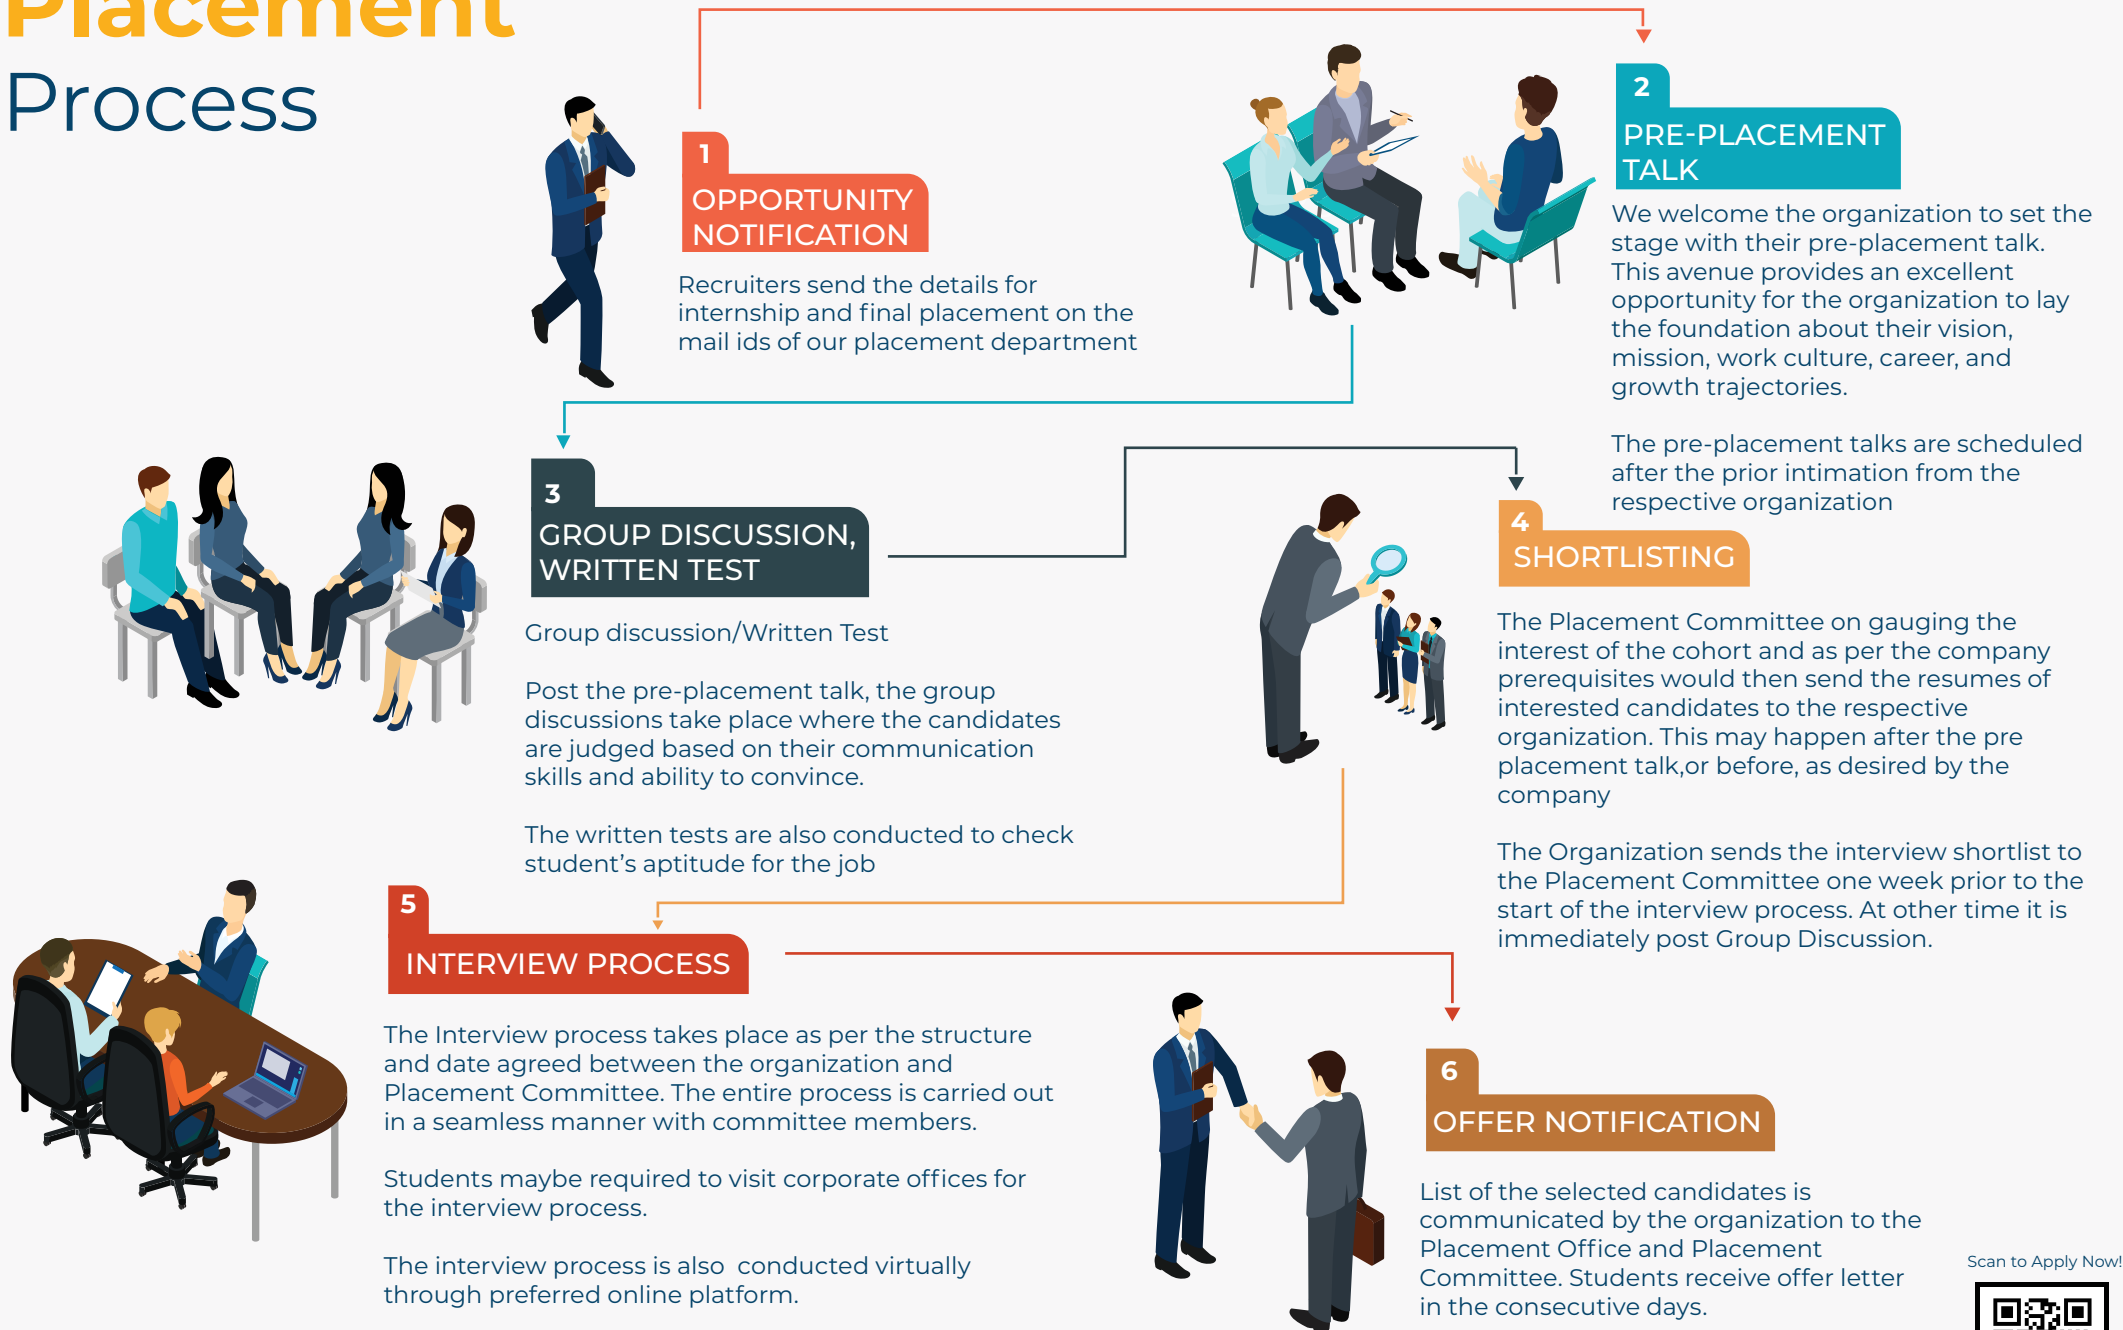 Placement
Process
1
OPPORTUNITY
NOTIFICATION
Recruiters send the details for
internship and final placement on the
mail ids of our placement department
2
PRE-PLACEMENT
TALK
We welcome the organization to set the
stage with their pre-placement talk.
This avenue provides an excellent
opportunity for the organization to lay
the foundation about their vision,
mission, work culture, career, and
growth trajectories.
The pre-placement talks are scheduled
after the prior intimation from the
respective organization
3
GROUP DISCUSSION,
WRITTEN TEST
Group discussion/Written Test
Post the pre-placement talk, the group
discussions take place where the candidates
are judged based on their communication
skills and ability to convince.
The written tests are also conducted to check
student’s aptitude for the job
4
SHORTLISTING
The Placement Committee on gauging the
interest of the cohort and as per the company
prerequisites would then send the resumes of
interested candidates to the respective
organization. This may happen after the pre
placement talk,or before, as desired by the
company
The Organization sends the interview shortlist to
the Placement Committee one week prior to the
start of the interview process. At other time it is
immediately post Group Discussion.
5
INTERVIEW PROCESS
The Interview process takes place as per the structure
and date agreed between the organization and
Placement Committee. The entire process is carried out
in a seamless manner with committee members.
Students maybe required to visit corporate offices for
the interview process.
The interview process is also  conducted virtually
through preferred online platform.
6
OFFER NOTIFICATION
List of the selected candidates is
communicated by the organization to the
Placement Office and Placement
Committee. Students receive offer letter
in the consecutive days.
Scan to Apply Now!